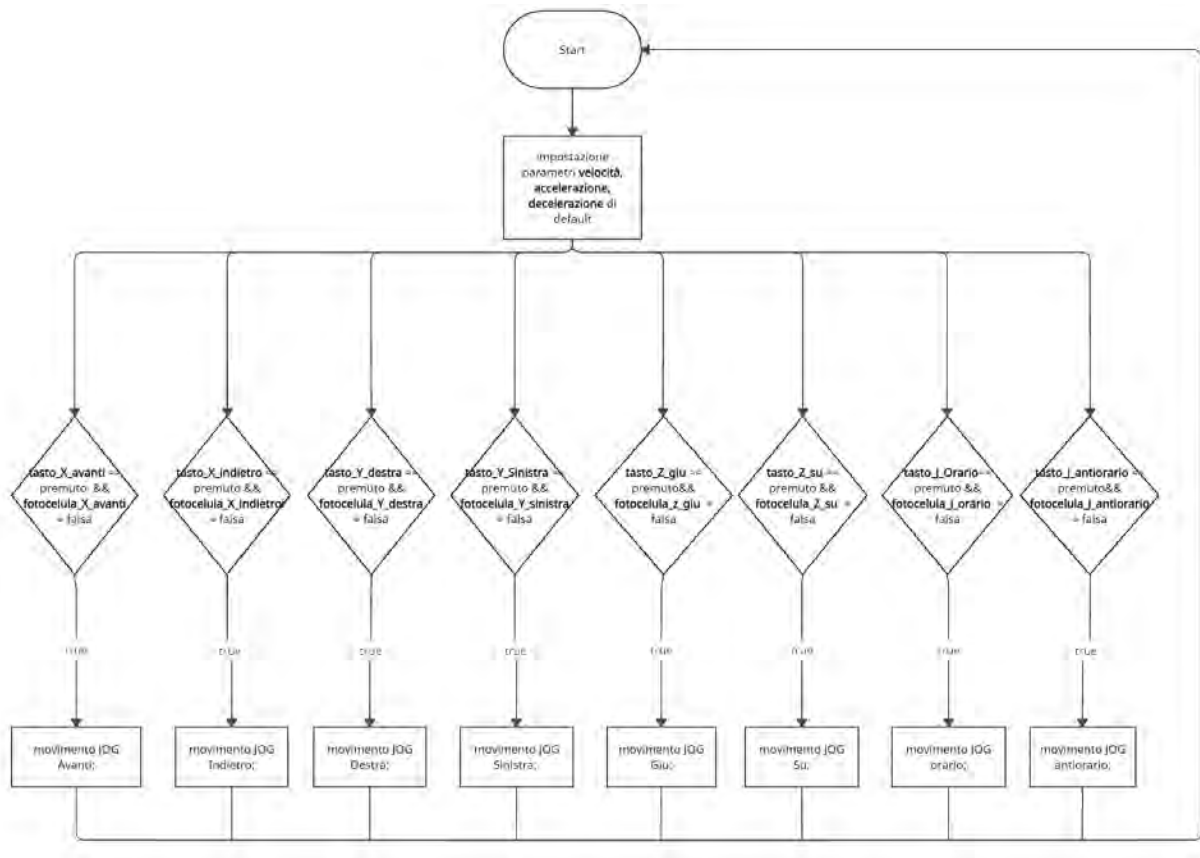 Start
impostazione
parametri velocità,
accelerazione,
decelerazione di
default
tasto_X_avanti ==
premuto &&
fotocelula_X_avanti
= falsa
tasto_X_indietro ==
premuto &&
fotocelula_X_indietro
= falsa
tasto_Y_destra ==
premuto &&
fotocelula_Y_destra
= falsa
tasto_Y_Sinistra ==
premuto &&
fotocelula_Y_sinistra
= falsa
tasto_Z_giu ==
premuto&&
fotocelula_z_giu =
falsa
tasto_Z_su ==
premuto &&
fotocelula_Z_su =
falsa
tasto_J_Orario==
premuto &&
fotocelula_J_orario =
falsa
tasto_J_antiorario ==
premuto&&
fotocelula_J_antiorario
= falsa
true
true
true
true
true
true
true
true
movimento JOG
Avanti;
movimento JOG
Indietro;
movimento JOG
Destra;
movimento JOG
Sinistra;
movimento JOG
Giu;
movimento JOG
Su;
movimento JOG
orario;
movimento JOG
antiorario;